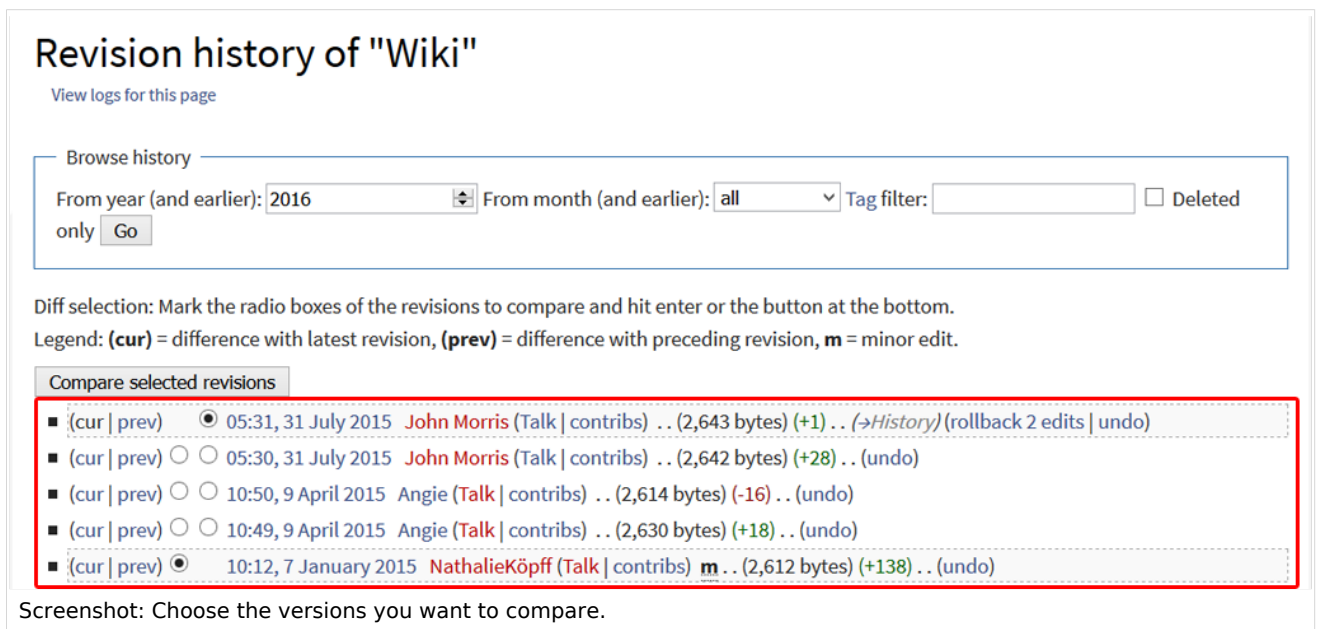 Revision history of "Wiki"
View logs for this page
Browse history
From year (and earlier): 2016 From month (and earlier): all Tag filter: Deleted
only Go
Diff selection: Mark the radio boxes of the revisions to compare and hit enter or the button at the bottom.
Legend: (cur) = difference with latest revision, (prev) = difference with preceding revision, m = minor edit.
Compare selected revisions
(cur | prev) 05:31, 31 July 2015 John Morris (Talk | contribs) . . (2,643 bytes) (+1) . . (→History) (rollback 2 edits | undo)
(cur | prev) 05:30, 31 July 2015 John Morris (Talk | contribs) . . (2,642 bytes) (+28) . . (undo)
(cur | prev) 10:50, 9 April 2015 Angie (Talk | contribs) . . (2,614 bytes) (-16) . . (undo)
(cur | prev) 10:49, 9 April 2015 Angie (Talk | contribs) . . (2,630 bytes) (+18) . . (undo)
(cur | prev) 10:12, 7 January 2015 NathalieKöpff (Talk | contribs) m . . (2,612 bytes) (+138) . . (undo)
Screenshot: Choose the versions you want to compare.